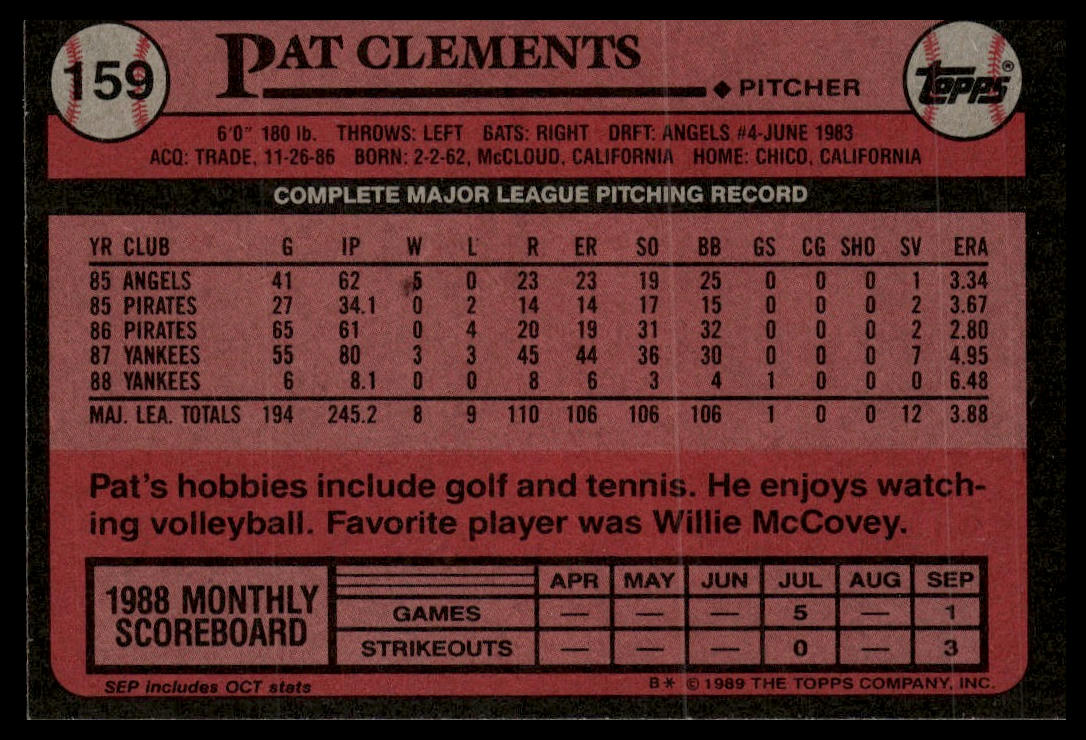 159
PAT CLEMENTS
PITCHER
Topps®
6'0" 180 lb. THROWS: LEFT BATS: RIGHT DRFT: ANGELS #4-JUNE 1983
ACQ: TRADE, 11-26-86 BORN: 2-2-62, McCLOUD, CALIFORNIA HOME: CHICO, CALIFORNIA
COMPLETE MAJOR LEAGUE PITCHING RECORD
YR CLUB G IP W L R ER SO BB GS CG SHO SV ERA
85 ANGELS 41 62 5 0 23 23 19 25 0 0 0 1 3.34
85 PIRATES 27 34.1 0 2 14 14 17 15 0 0 0 2 3.67
86 PIRATES 65 61 0 4 20 19 31 32 0 0 0 2 2.80
87 YANKEES 55 80 3 3 45 44 36 30 0 0 0 7 4.95
88 YANKEES 6 8.1 0 0 8 6 3 4 1 0 0 0 6.48
MAJ. LEA. TOTALS 194 245.2 8 9 110 106 106 106 1 0 0 12 3.88
Pat's hobbies include golf and tennis. He enjoys watch-
ing volleyball. Favorite player was Willie McCovey.
1988 MONTHLY
SCOREBOARD
APR MAY JUN JUL AUG SEP
GAMES — — — 5 — 1
STRIKEOUTS — — — 0 — 3
SEP includes OCT stats
B* © 1989 THE TOPPS COMPANY, INC.